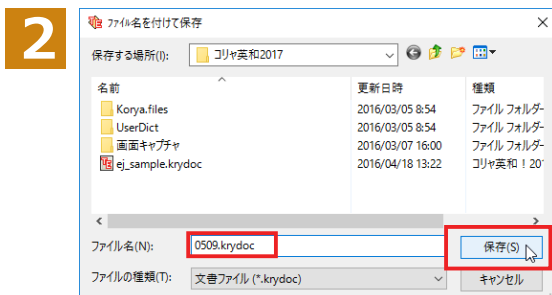 2
ファイル名を付けて保存
保存する場所(I): コリャ英和2017
名前 更新日時 種類
Korya.files 2016/03/05 8:54 ファイル フォルダー
UserDict 2016/03/05 8:54 ファイル フォルダー
画面キャプチャ 2016/03/07 16:00 ファイル フォルダー
ej_sample.krydoc 2016/04/18 13:22 コリャ英和！201
ファイル名(N): 0509.krydoc 保存(S)
ファイルの種類(T): 文書ファイル (*.krydoc) キャンセル